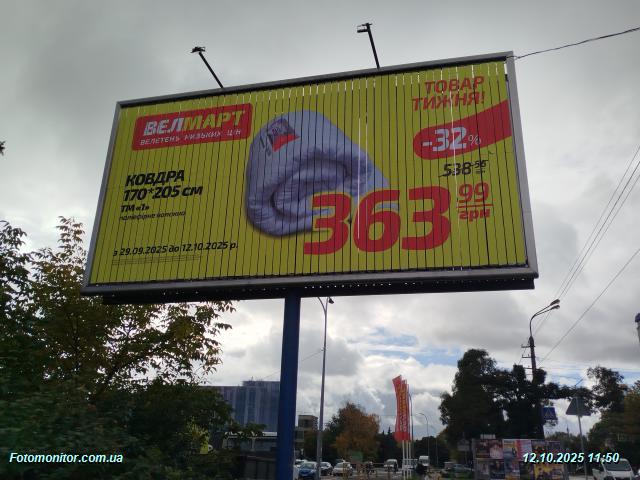 ТОВАР
ТИЖНЯ!
ВЕЛМАРТ
ВЕЛЕТЕНЬ НИЗЬКИХ ЦІН
-32%
538
КОВДРА
170*205 см
ТМ «1»
363 99
грн
з 29.09.2025 до 12.10.2025 р.
Fotomonitor.com.ua
12.10.2025 11:50